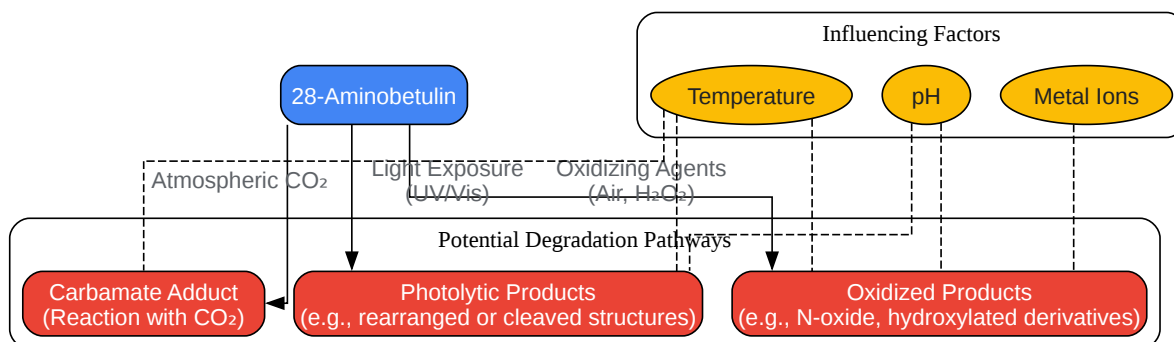 Influencing Factors
28-Aminobetulin
Temperature
pH
Metal Ions
Atmospheric CO₂
Light Exposure
(UV/Vis)
Oxidizing Agents
(Air, H₂O₂)
Potential Degradation Pathways
Carbamate Adduct
(Reaction with CO₂)
Photolytic Products
(e.g., rearranged or cleaved structures)
Oxidized Products
(e.g., N-oxide, hydroxylated derivatives)